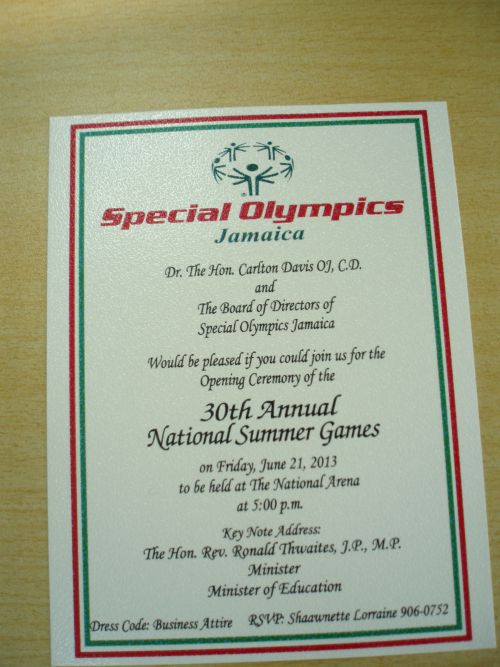 Special Olympics
Jamaica
Dr. The Hon. Carlton Davis OJ, C.D.
and
The Board of Directors of
Special Olympics Jamaica
Would be pleased if you could join us for the
Opening Ceremony of the
30th Annual
National Summer Games
on Friday, June 21, 2013
to be held at The National Arena
at 5:00 p.m.
Key Note Address:
The Hon. Rev. Ronald Thwaites, J.P., M.P.
Minister
Minister of Education
Dress Code: Business Attire RSVP: Shaawnette Lorraine 906-0752